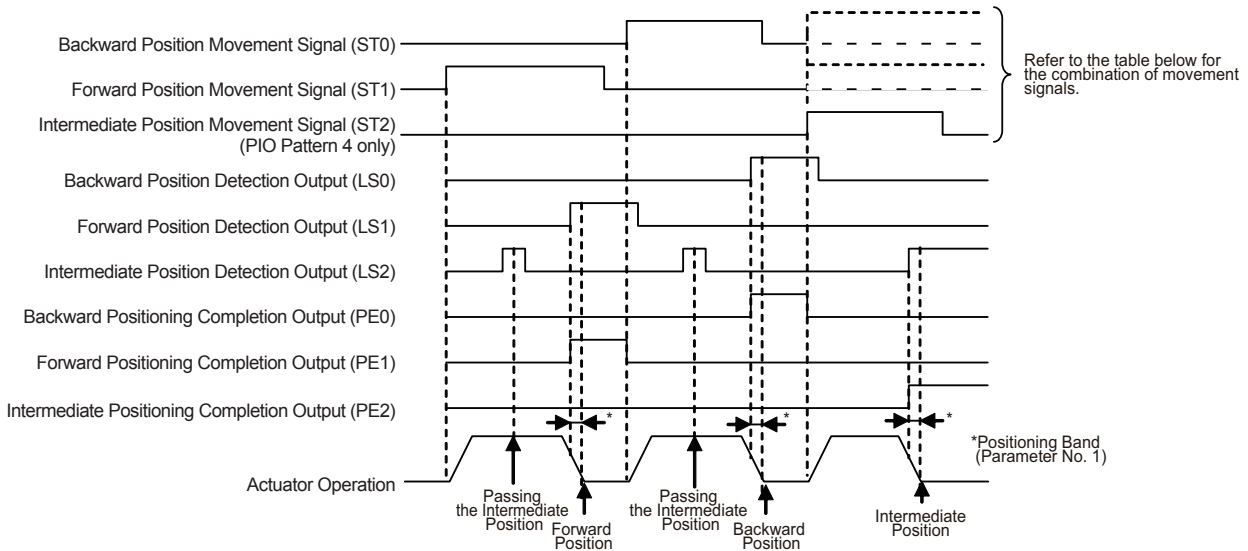 Backward Position Movement Signal (ST0)
Forward Position Movement Signal (ST1)
Intermediate Position Movement Signal (ST2)
(PIO Pattern 4 only)
Refer to the table below for
the combination of movement
signals.
Backward Position Detection Output (LS0)
Forward Position Detection Output (LS1)
Intermediate Position Detection Output (LS2)
Backward Positioning Completion Output (PE0)
Forward Positioning Completion Output (PE1)
Intermediate Positioning Completion Output (PE2)
*
*
*
*Positioning Band
(Parameter No. 1)
Actuator Operation
Passing
the Intermediate
Position
Forward
Position
Passing
the Intermediate
Position
Backward
Position
Intermediate
Position